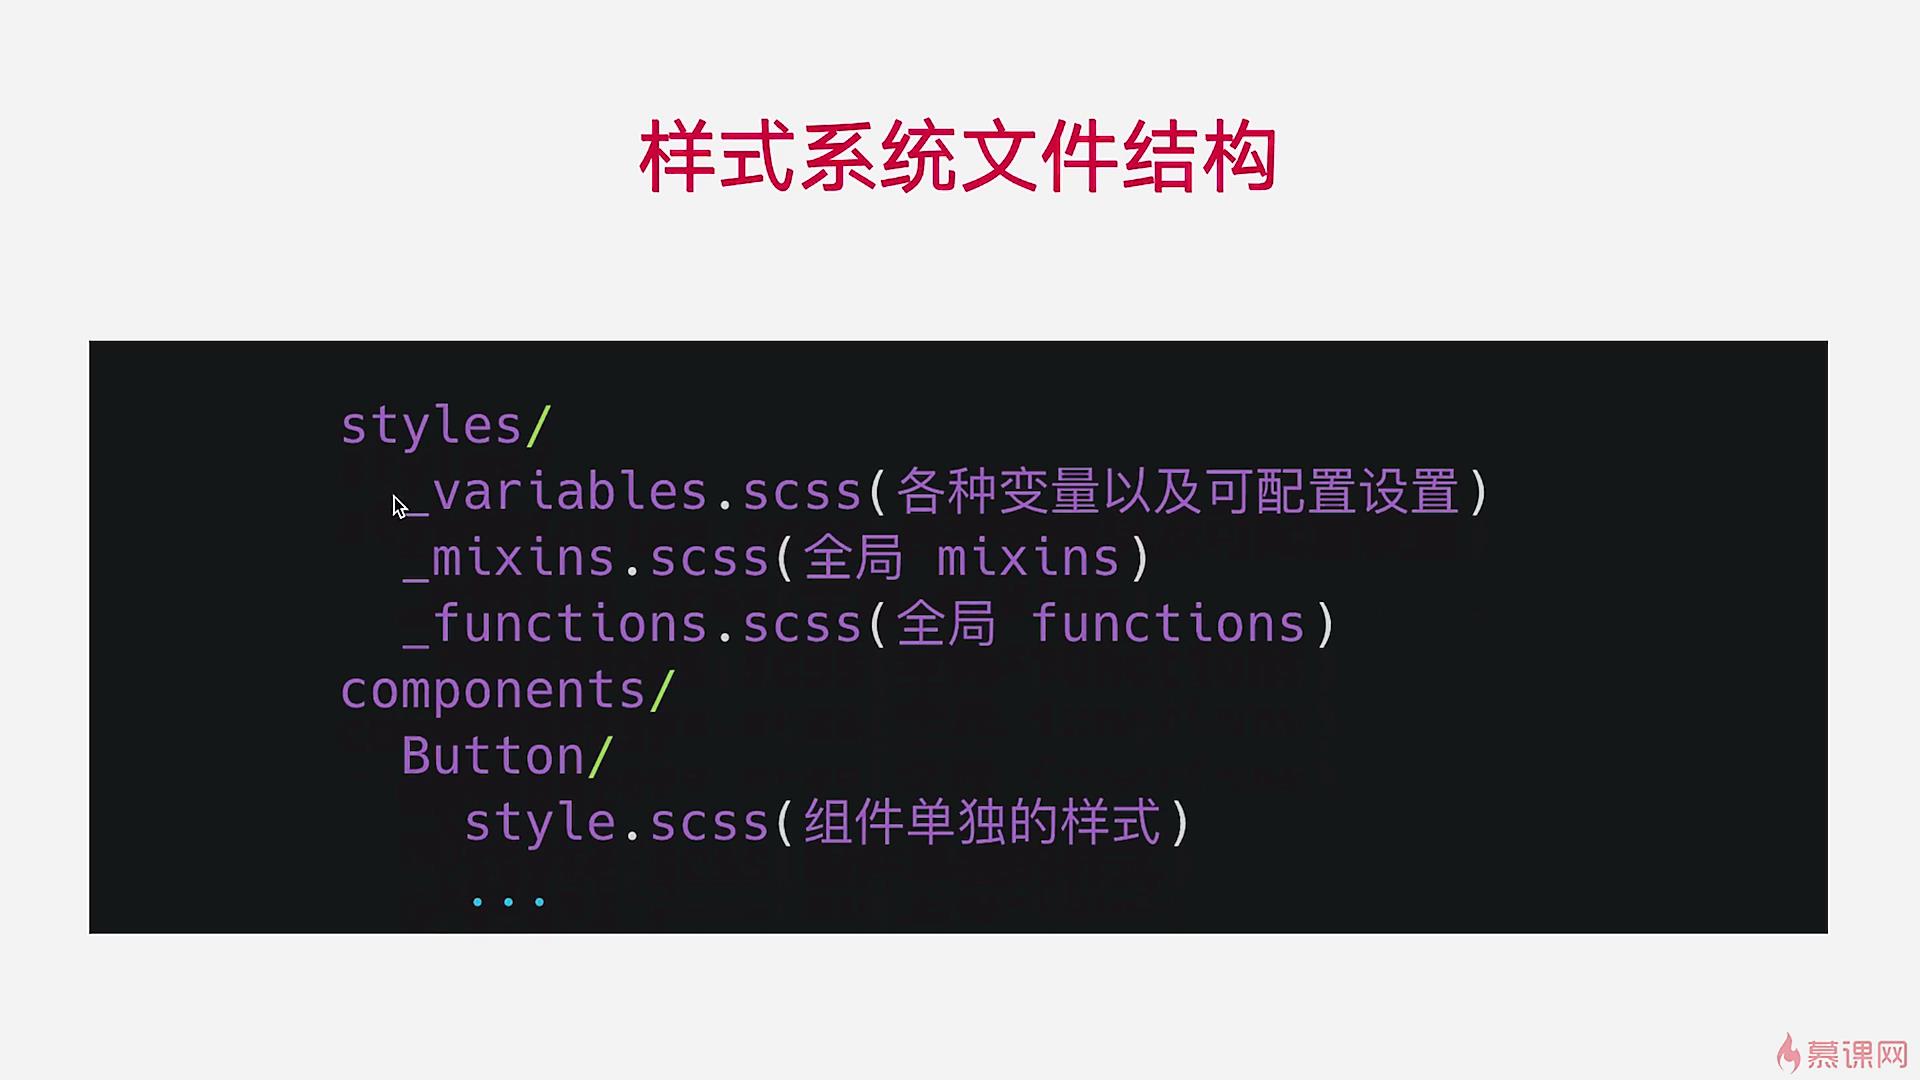 样式系统文件结构
styles/
_variables.scss(各种变量以及可配置设置)
_mixins.scss(全局 mixins)
_functions.scss(全局 functions)
components/
Button/
style.scss(组件单独的样式)
...
慕课网